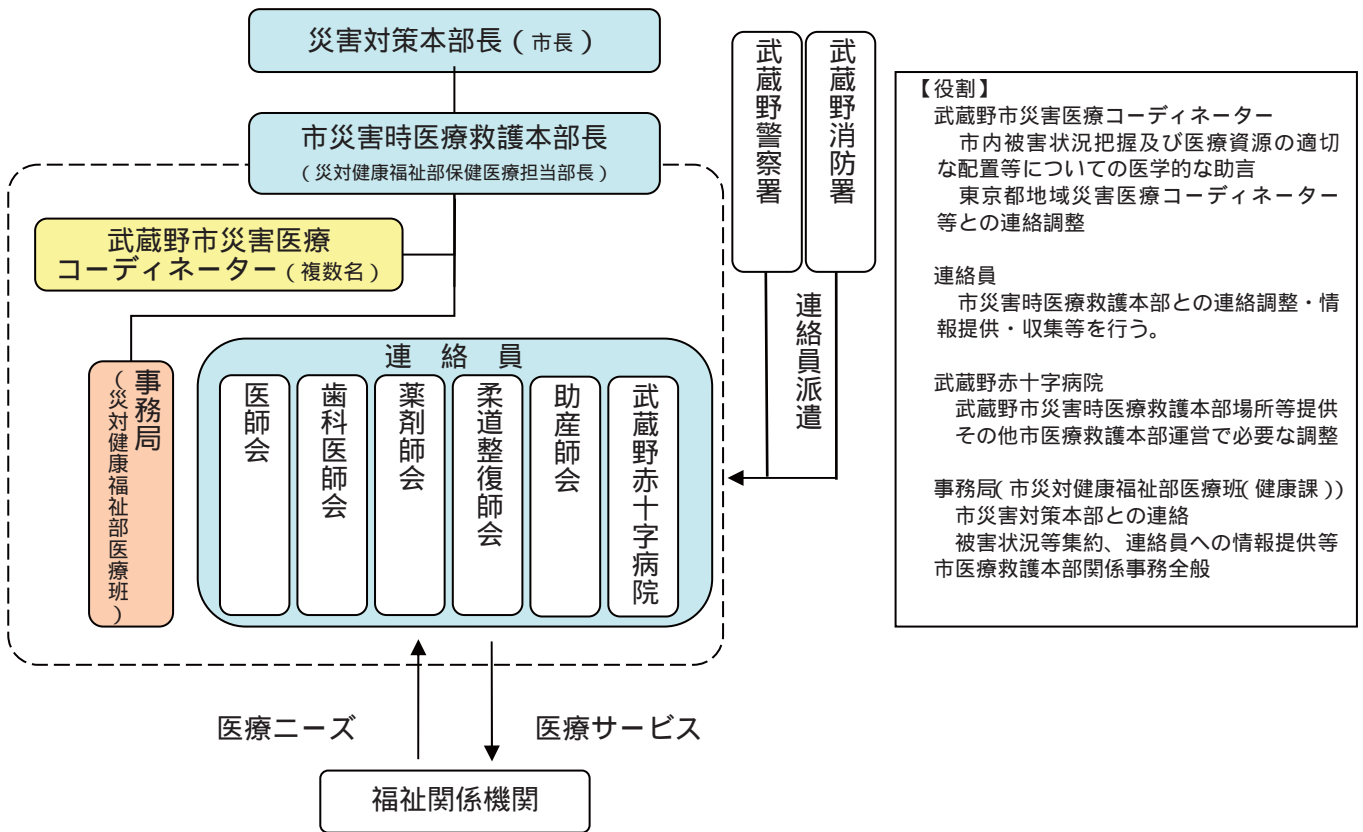 災害対策本部長(市長)
市災害時医療救護本部長
(災対健康福祉部保健医療担当部長)
武蔵野市災害医療
コーディネーター(複数名)
事務局
(災対健康福祉部医療班)
連絡員
医師会
歯科医師会
薬剤師会
柔道整復師会
助産師会
武蔵野赤十字病院
武蔵野警察署
武蔵野消防署
連絡員派遣
医療ニーズ
医療サービス
福祉関係機関
【役割】
武蔵野市災害医療コーディネーター
市内被害状況把握及び医療資源の適切
な配置等についての医学的な助言
東京都地域災害医療コーディネーター
等との連絡調整
連絡員
市災害時医療救護本部との連絡調整・情
報提供・収集等を行う。
武蔵野赤十字病院
武蔵野市災害時医療救護本部場所等提供
その他市医療救護本部運営で必要な調整
事務局(市災対健康福祉部医療班(健康課))
市災害対策本部との連絡
被害状況等集約、連絡員への情報提供等
市医療救護本部関係事務全般